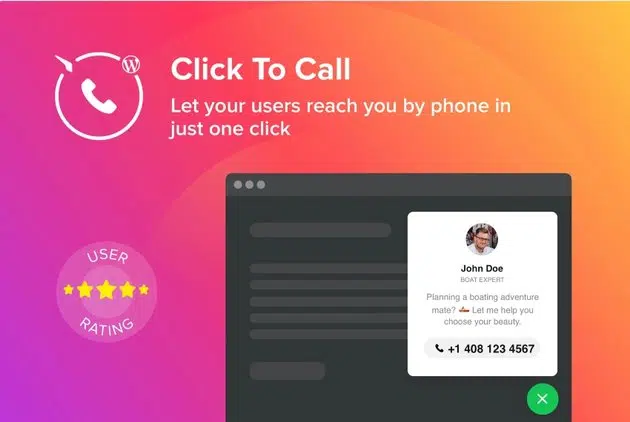 Click To Call
Let your users reach you by phone in
just one click
USER
RATING
John Doe
BOAT EXPERT
Planning a boating adventure
mate? 🚤 Let me help you
choose your beauty.
+1 408 123 4567